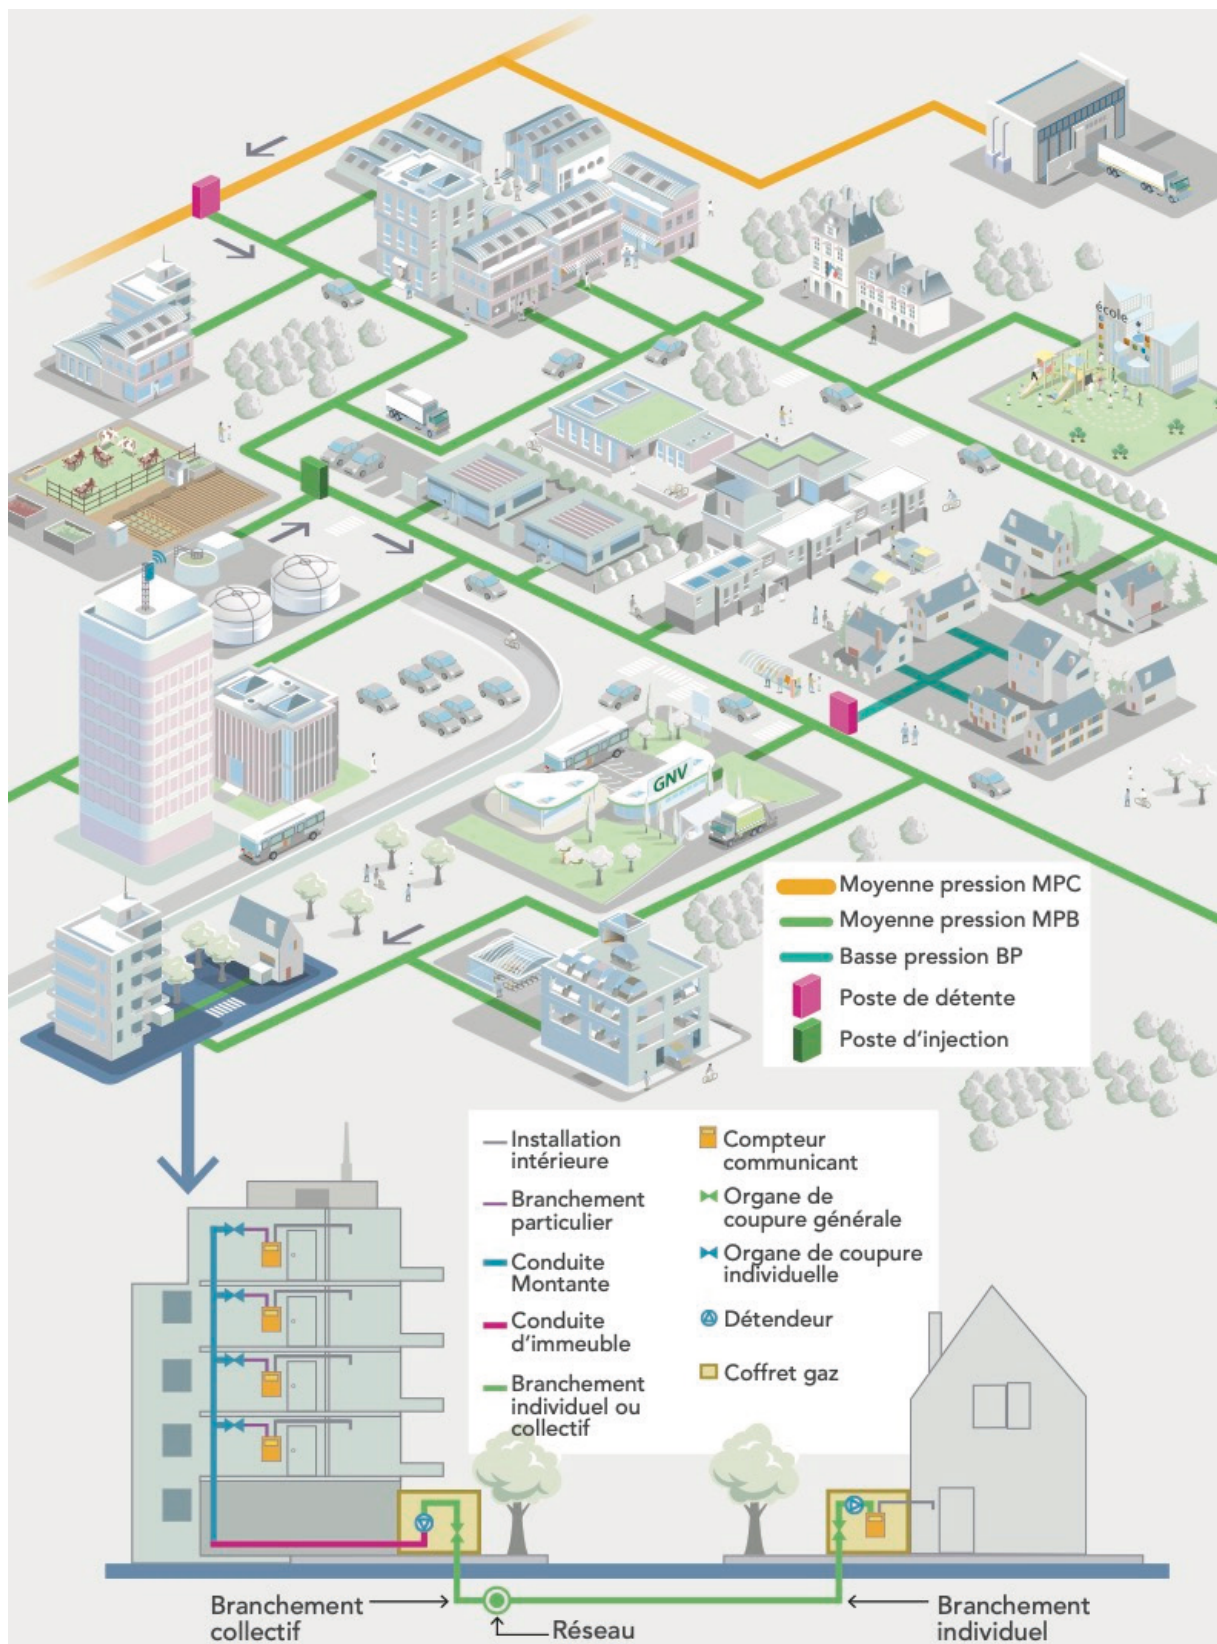 école
GNV
Moyenne pression MPC
Moyenne pression MPB
Basse pression BP
Poste de détente
Poste d'injection
Installation
intérieure
Branchement
particulier
Conduite
Montante
Conduite
d'immeuble
Branchement
individuel ou
collectif
Compteur
communicant
Organe de
coupure générale
Organe de coupure
individuelle
Détendeur
Coffret gaz
Branchement
collectif
Réseau
Branchement
individuel